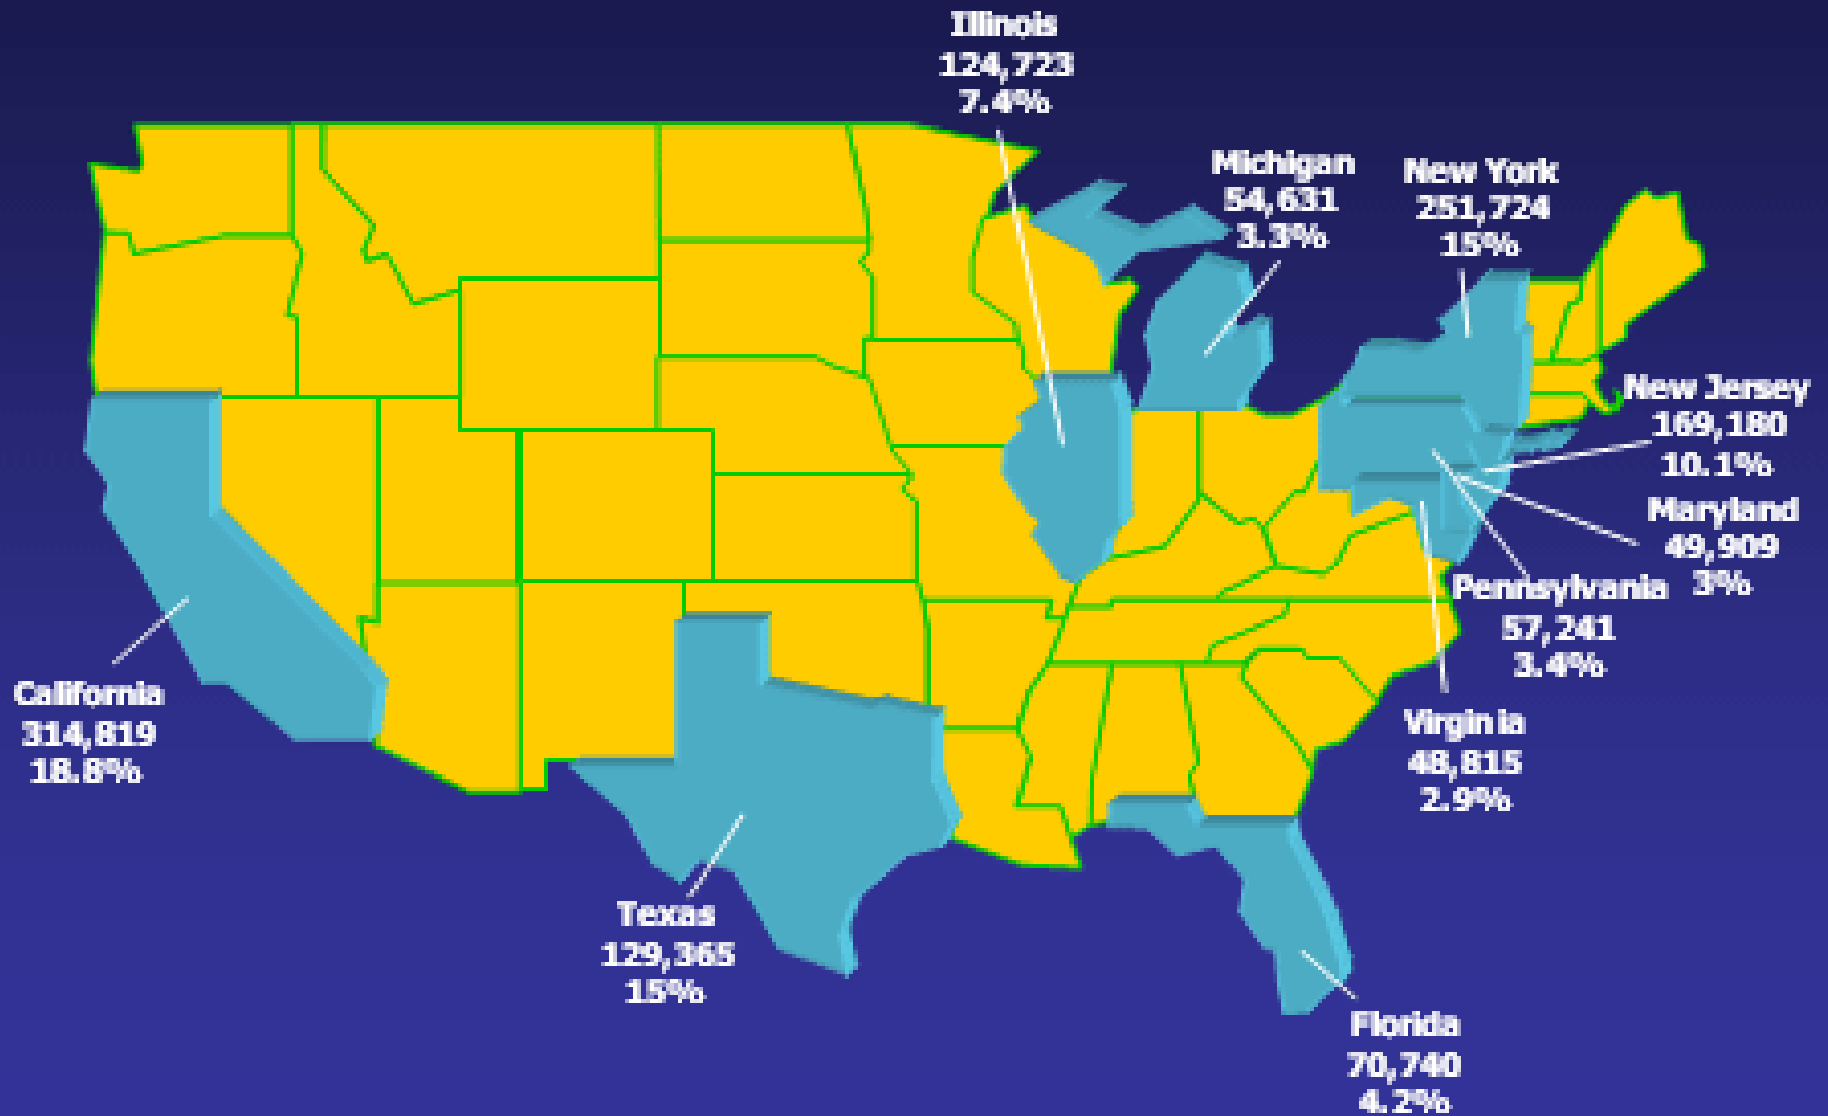 Illinois
124,723
7.4%
Michigan
54,631
3.3%
New York
251,724
15%
New Jersey
169,180
10.1%
Maryland
49,909
3%
Pennsylvania
57,241
3.4%
California
314,819
18.8%
Virginia
48,815
2.9%
Texas
129,365
15%
Florida
70,740
4.2%